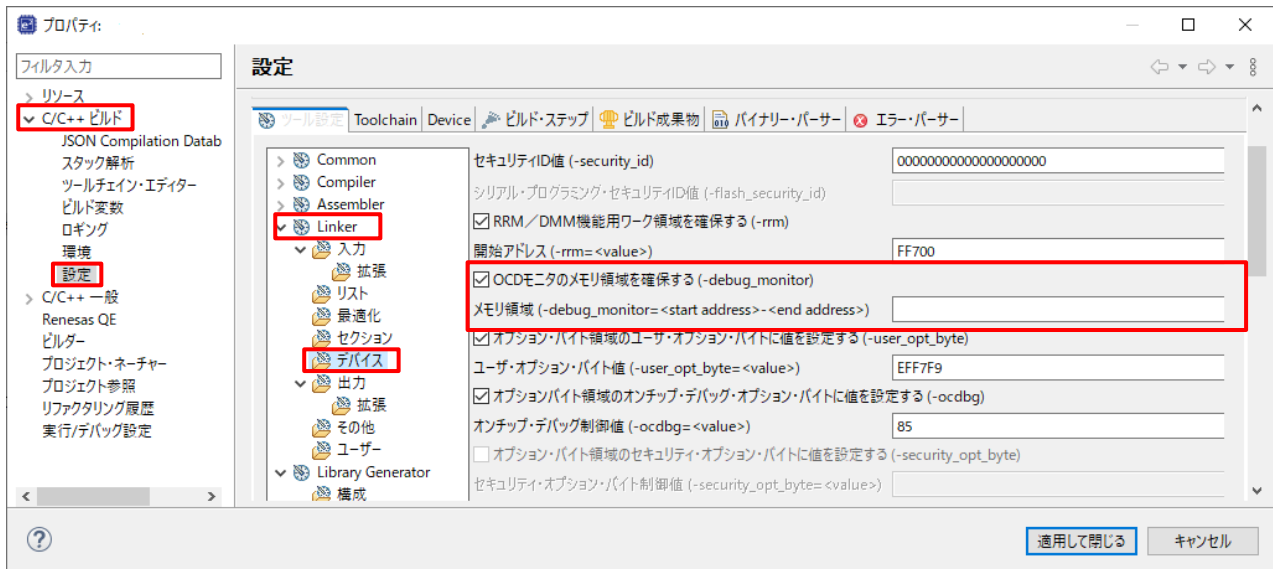 プロパティ:
フィルタ入力
リソース
C/C++ ビルド
JSON Compilation Datab
スタック解析
ツールチェイン・エディター
ビルド変数
ロギング
環境
設定
C/C++ 一般
Renesas QE
ビルダー
プロジェクト・ネーチャー
プロジェクト参照
リファクタリング履歴
実行/デバッグ設定
設定
ツール設定 Toolchain Device ビルド・ステップ ビルド成果物 バイナリー・パーサー エラー・パーサー
Common
Compiler
Assembler
Linker
入力
拡張
リスト
最適化
セクション
デバイス
出力
拡張
その他
ユーザー
Library Generator
構成
セキュリティID値 (-security_id) 00000000000000000000
シリアル・プログラミング・セキュリティID値 (-flash_security_id)
RRM/DMM機能用ワーク領域を確保する (-rrm)
開始アドレス (-rrm=<value>) FF700
OCDモニタのメモリ領域を確保する (-debug_monitor)
メモリ領域 (-debug_monitor=<start address>-<end address>)
オプション・バイト領域のユーザ・オプション・バイトに値を設定する (-user_opt_byte)
ユーザ・オプション・バイト値 (-user_opt_byte=<value>) EFF7F9
オプションバイト領域のオンチップ・デバッグ・オプション・バイトに値を設定する (-ocdbg)
オンチップ・デバッグ制御値 (-ocdbg=<value>) 85
オプション・バイト領域のセキュリティ・オプション・バイトに値を設定する (-security_opt_byte)
セキュリティ・オプション・バイト制御値 (-security_opt_byte=<value>)
適用して閉じる キャンセル